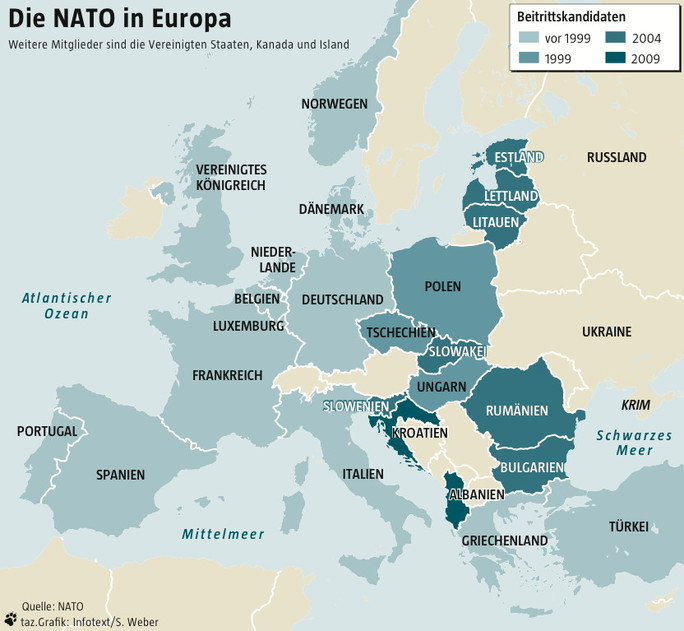 Die NATO in Europa
Weitere Mitglieder sind die Vereinigten Staaten, Kanada und Island
Beitrittskandidaten
vor 1999
2004
1999
2009
NORWEGEN
ESTLAND
RUSSLAND
VEREINIGTES
KÖNIGREICH
LETTLAND
DÄNEMARK
LITAUEN
NIEDER-
LANDE
POLEN
Atlantischer
Ozean
BELGIEN
DEUTSCHLAND
LUXEMBURG
TSCHECHIEN
UKRAINE
SLOWAKEI
FRANKREICH
UNGARN
SLOWENIEN
RUMÄNIEN
KRIM
PORTUGAL
KROATIEN
Schwarzes
Meer
SPANIEN
ITALIEN
BULGARIEN
ALBANIEN
Mittelmeer
TÜRKEI
GRIECHENLAND
Quelle: NATO
taz.Grafik: Infotext/S. Weber